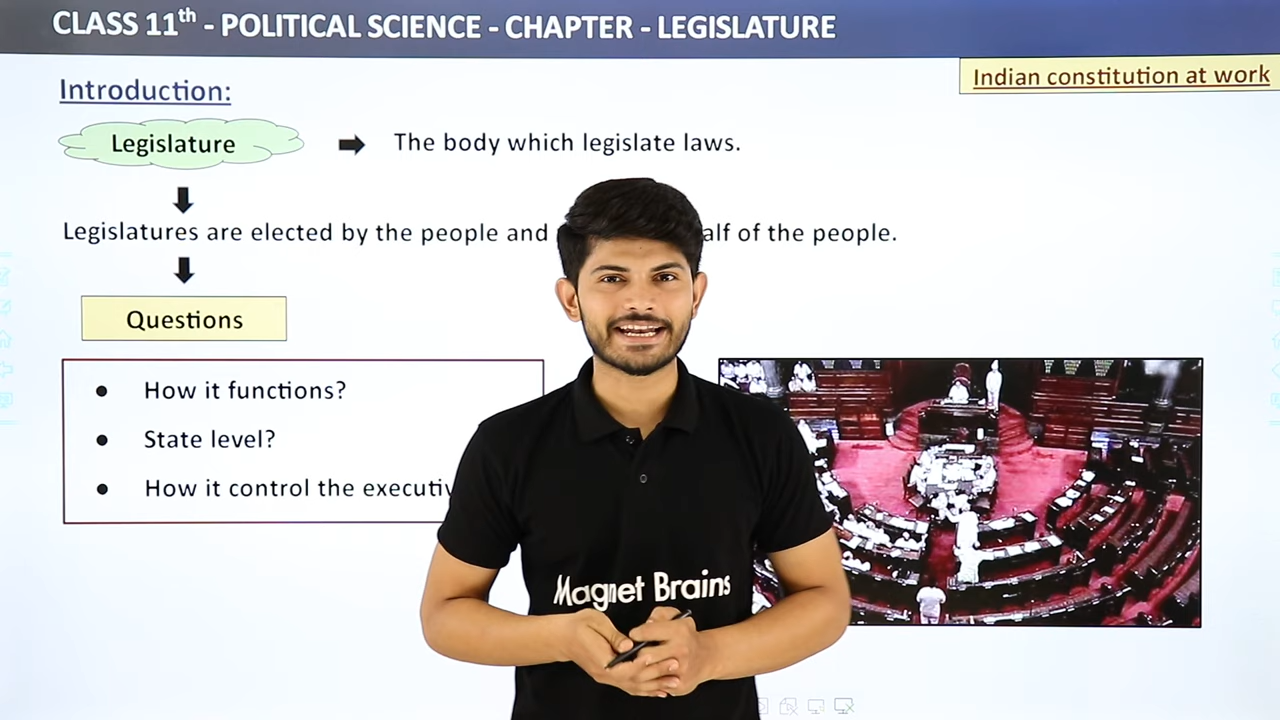 CLASS 11th - POLITICAL SCIENCE - CHAPTER - LEGISLATURE
Indian constitution at work
Introduction:
Legislature
The body which legislate laws.
Legislatures are elected by the people and alf of the people.
Questions
• How it functions?
• State level?
• How it control the executiv
Magnet Brains